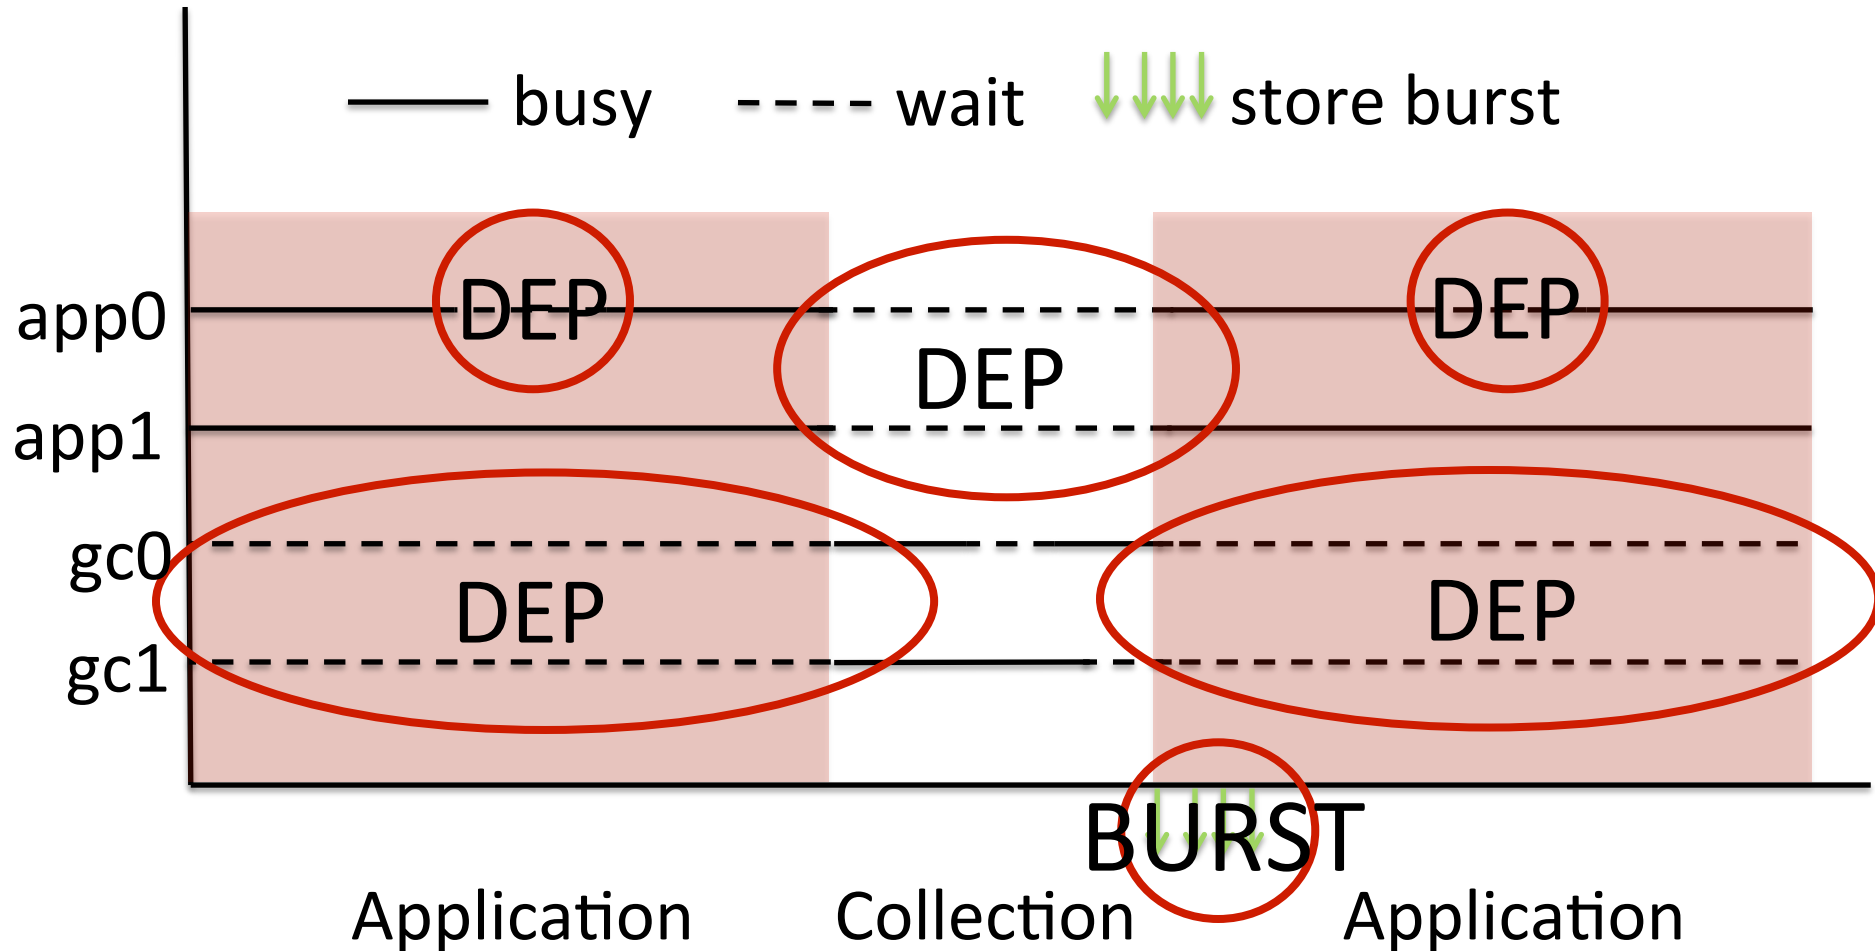 busy wait store burst
DEP DEP
app0
DEP
app1
gc0
DEP DEP
gc1
BURST
Application Collection Application